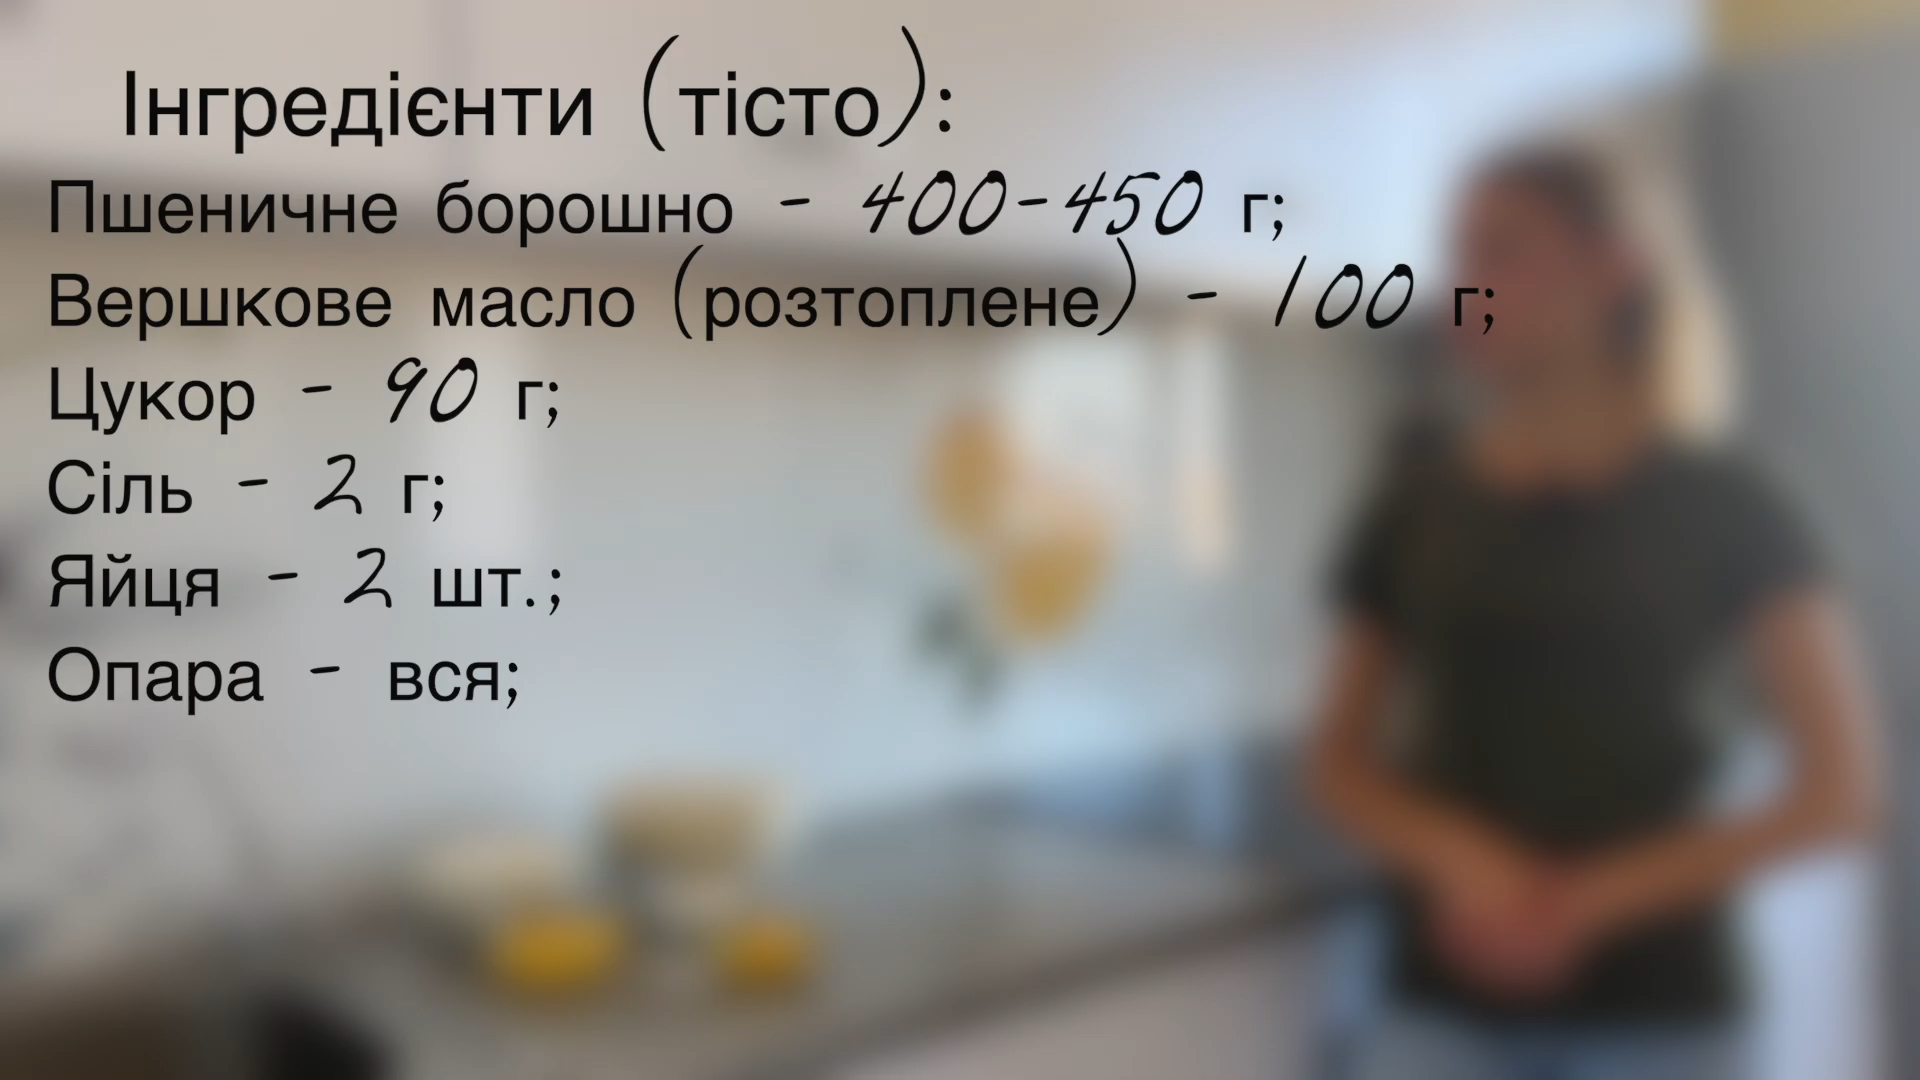 Інгредієнти (тісто):
Пшеничне борошно - 400-450 г;
Вершкове масло (розтоплене) - 100 г;
Цукор - 90 г;
Сіль - 2 г;
Яйця - 2 шт.;
Опара - вся;